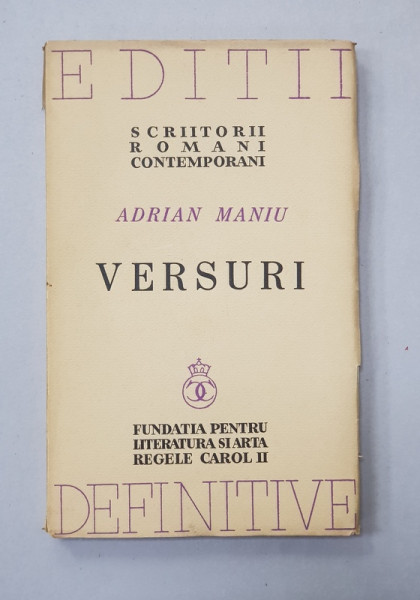 EDITII
SCRIITORII
ROMANI
CONTEMPORANI
ADRIAN MANIU
VERSURI
FUNDATIA PENTRU
LITERATURA SI ARTA
REGELE CAROL II
DEFINITIVE